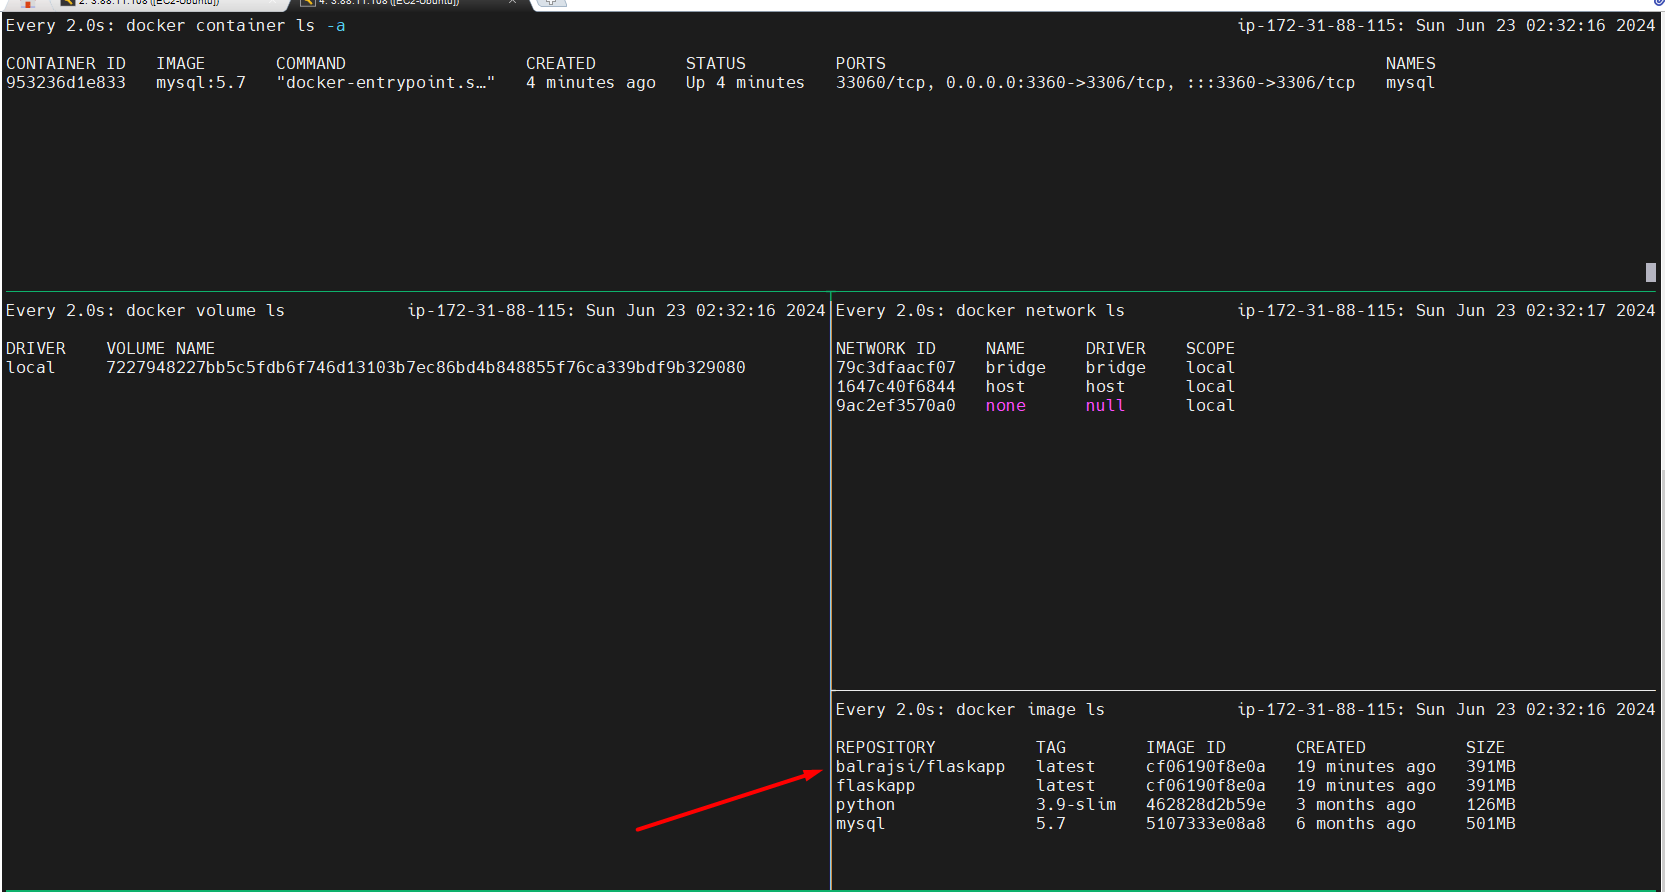 2. 3.88.11.108 ([EC2-Ubuntu])
4. 3.88.11.108 ([EC2-Ubuntu])
Every 2.0s: docker container ls -a ip-172-31-88-115: Sun Jun 23 02:32:16 2024
CONTAINER ID IMAGE COMMAND CREATED STATUS PORTS NAMES
953236d1e833 mysql:5.7 "docker-entrypoint.s…" 4 minutes ago Up 4 minutes 33060/tcp, 0.0.0.0:3360->3306/tcp, :::3360->3306/tcp mysql
Every 2.0s: docker volume ls ip-172-31-88-115: Sun Jun 23 02:32:16 2024
DRIVER VOLUME NAME
local 7227948227bb5c5fdb6f746d13103b7ec86bd4b848855f76ca339bdf9b329080
Every 2.0s: docker network ls ip-172-31-88-115: Sun Jun 23 02:32:17 2024
NETWORK ID NAME DRIVER SCOPE
79c3dfaacf07 bridge bridge local
1647c40f6844 host host local
9ac2ef3570a0 none null local
Every 2.0s: docker image ls ip-172-31-88-115: Sun Jun 23 02:32:16 2024
REPOSITORY TAG IMAGE ID CREATED SIZE
balrajsi/flaskapp latest cf06190f8e0a 19 minutes ago 391MB
flaskapp latest cf06190f8e0a 19 minutes ago 391MB
python 3.9-slim 462828d2b59e 3 months ago 126MB
mysql 5.7 5107333e08a8 6 months ago 501MB